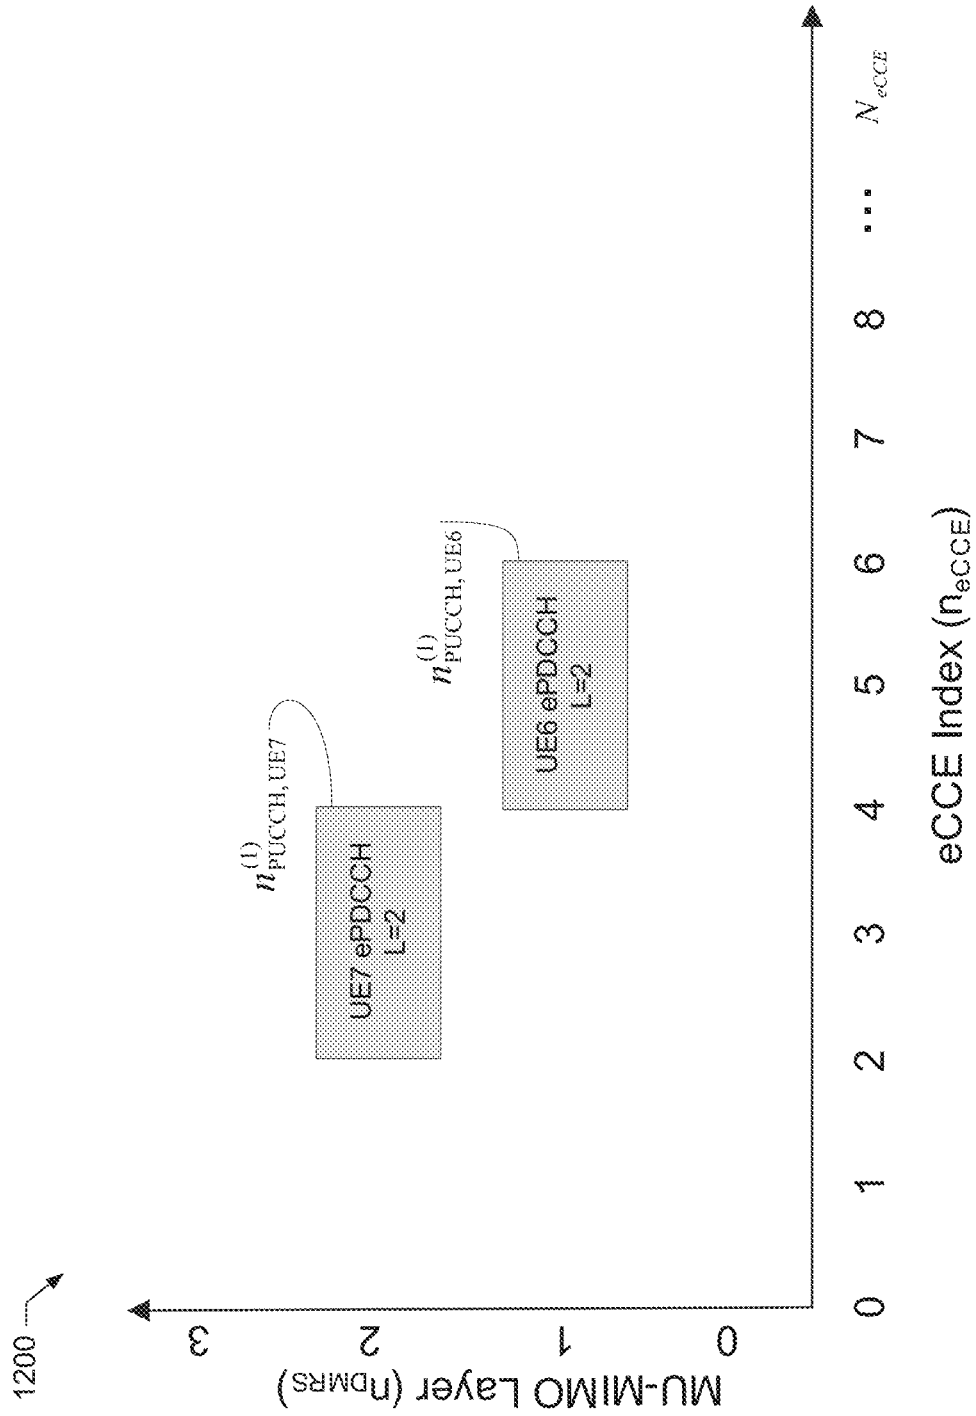 1200
MU-MIMO Layer (nDMRS)
3
2
1
0
n(1)PUCCH, UE7
UE7 ePDCCH
L=2
n(1)PUCCH, UE6
UE6 ePDCCH
L=2
0 1 2 3 4 5 6 7 8 ... NeCCE
eCCE Index (neCCE)